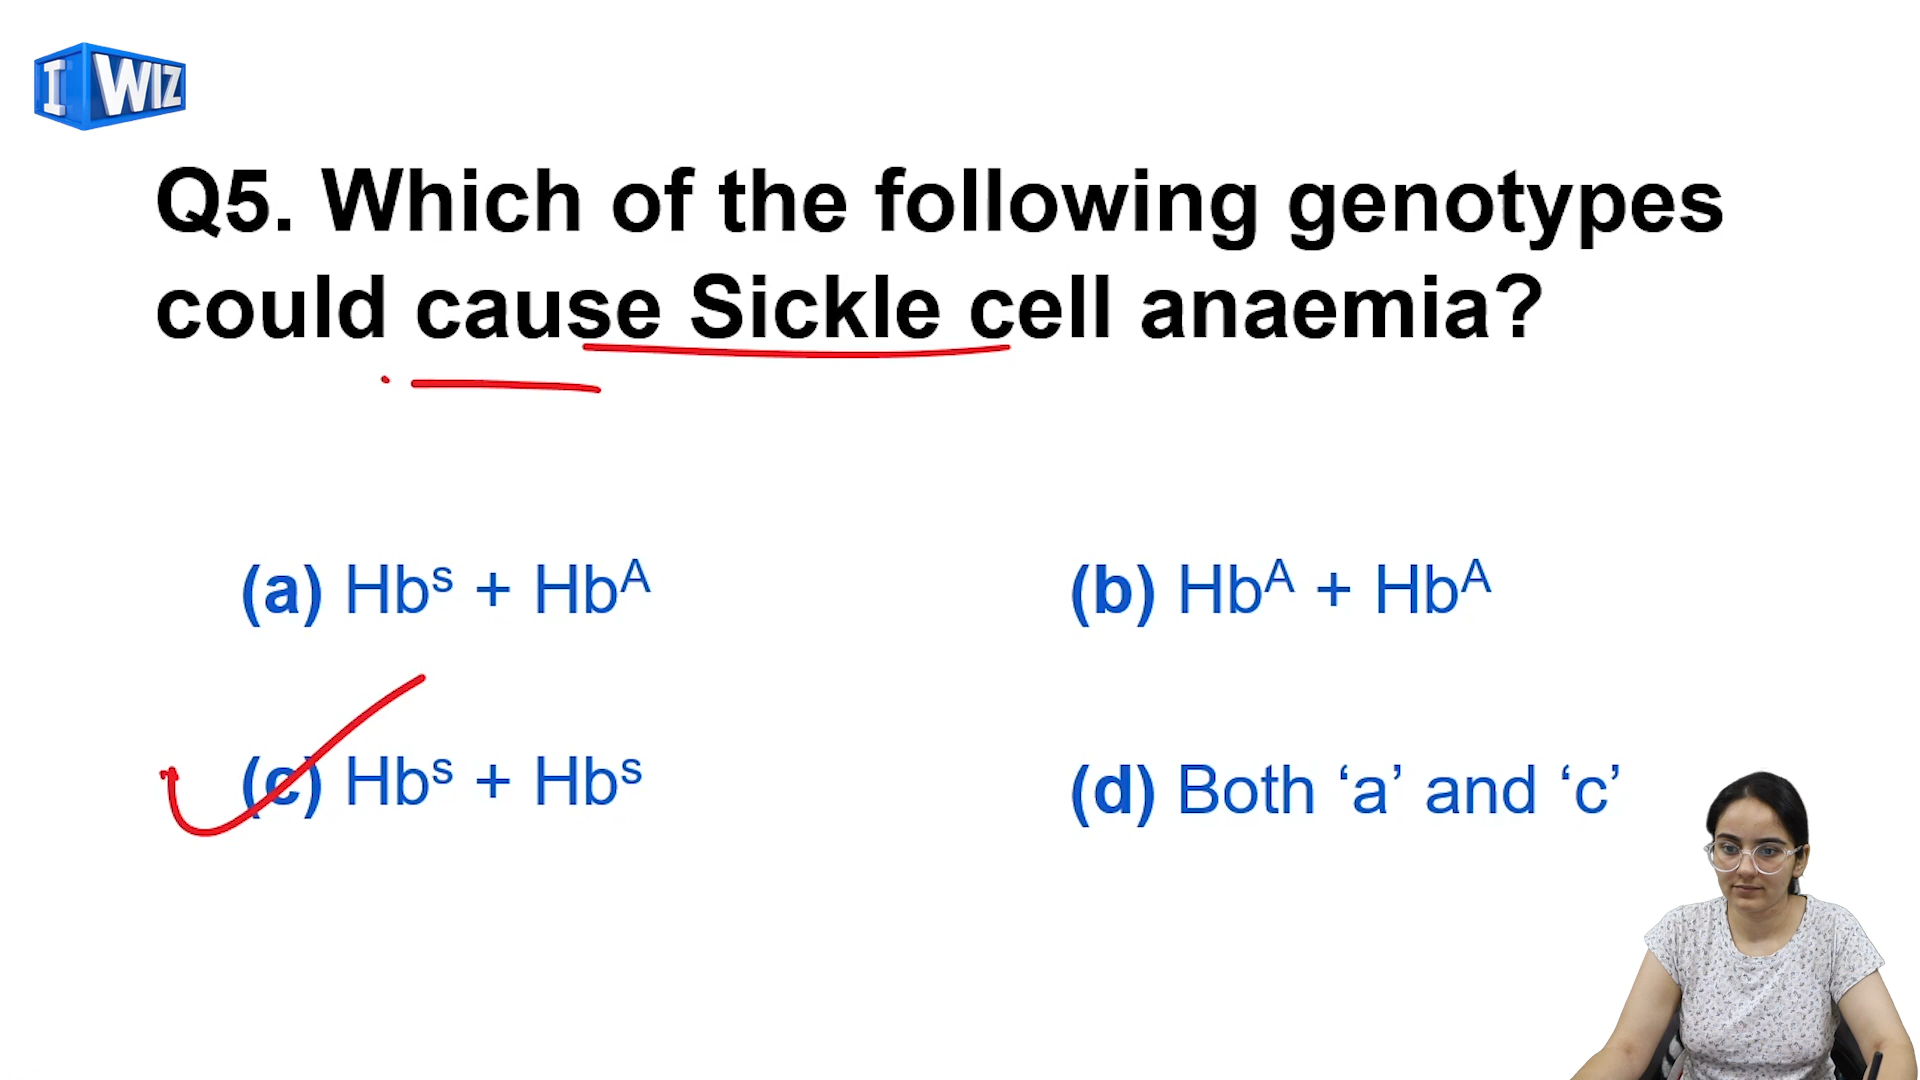 I WIZ
Q5. Which of the following genotypes
could cause Sickle cell anaemia?
(a) Hbˢ + Hbᴬ
(b) Hbᴬ + Hbᴬ
(c) Hbˢ + Hbˢ
(d) Both ‘a’ and ‘c’